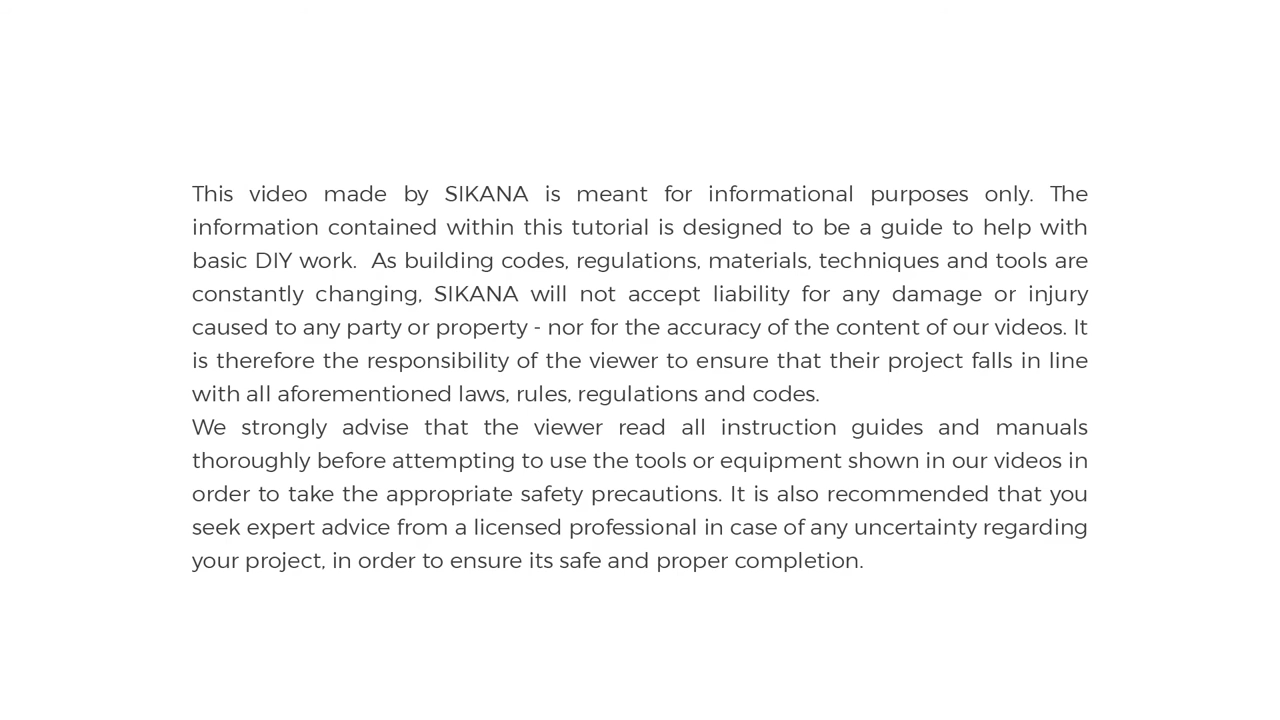 This video made by SIKANA is meant for informational purposes only. The
information contained within this tutorial is designed to be a guide to help with
basic DIY work.  As building codes, regulations, materials, techniques and tools are
constantly changing, SIKANA will not accept liability for any damage or injury
caused to any party or property - nor for the accuracy of the content of our videos. It
is therefore the responsibility of the viewer to ensure that their project falls in line
with all aforementioned laws, rules, regulations and codes.
We strongly advise that the viewer read all instruction guides and manuals
thoroughly before attempting to use the tools or equipment shown in our videos in
order to take the appropriate safety precautions. It is also recommended that you
seek expert advice from a licensed professional in case of any uncertainty regarding
your project, in order to ensure its safe and proper completion.